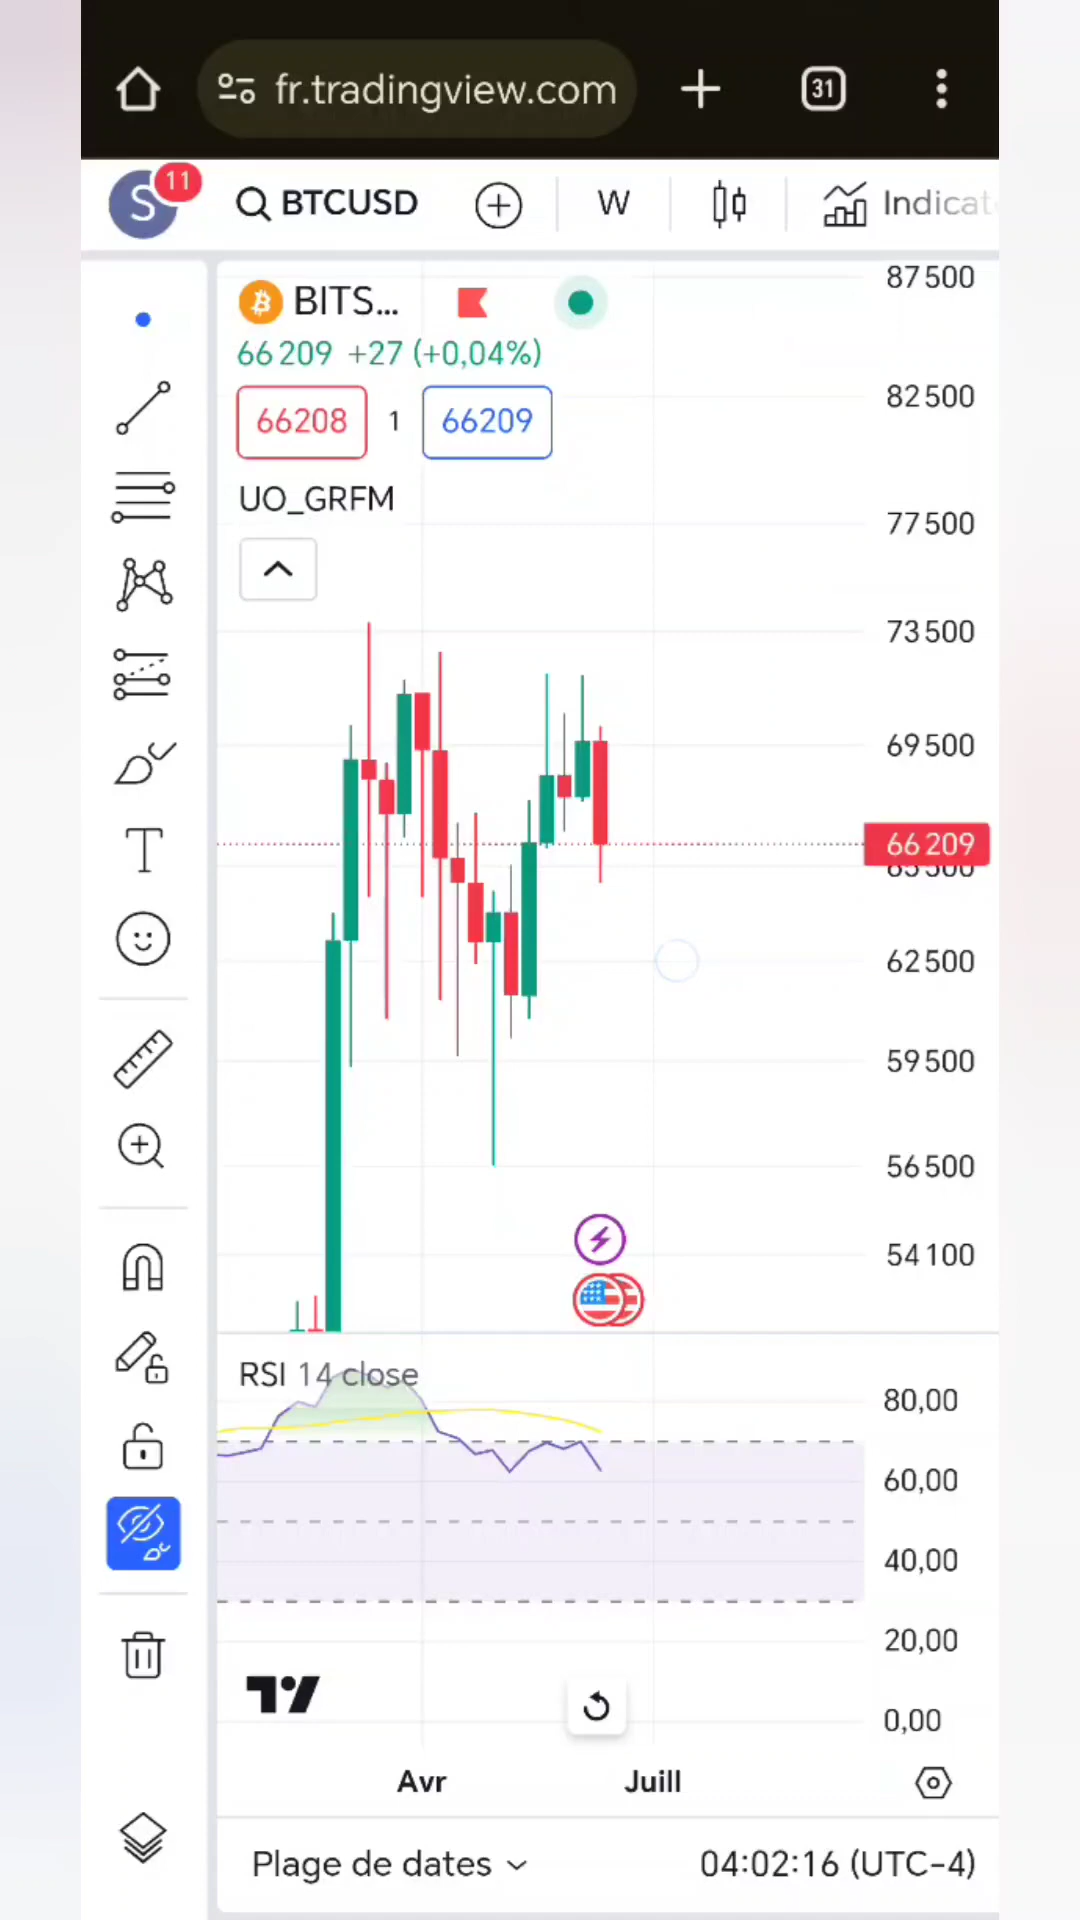 fr.tradingview.com
31
S
11
BTCUSD
W
Indicat
BITS...
66 209 +27 (+0,04%)
66208
1
66209
UO_GRFM
87 500
82 500
77 500
73 500
69 500
66 209
65 500
62 500
59 500
56 500
54 100
RSI 14 close
80,00
60,00
40,00
20,00
0,00
Avr
Juill
Plage de dates
04:02:16 (UTC-4)